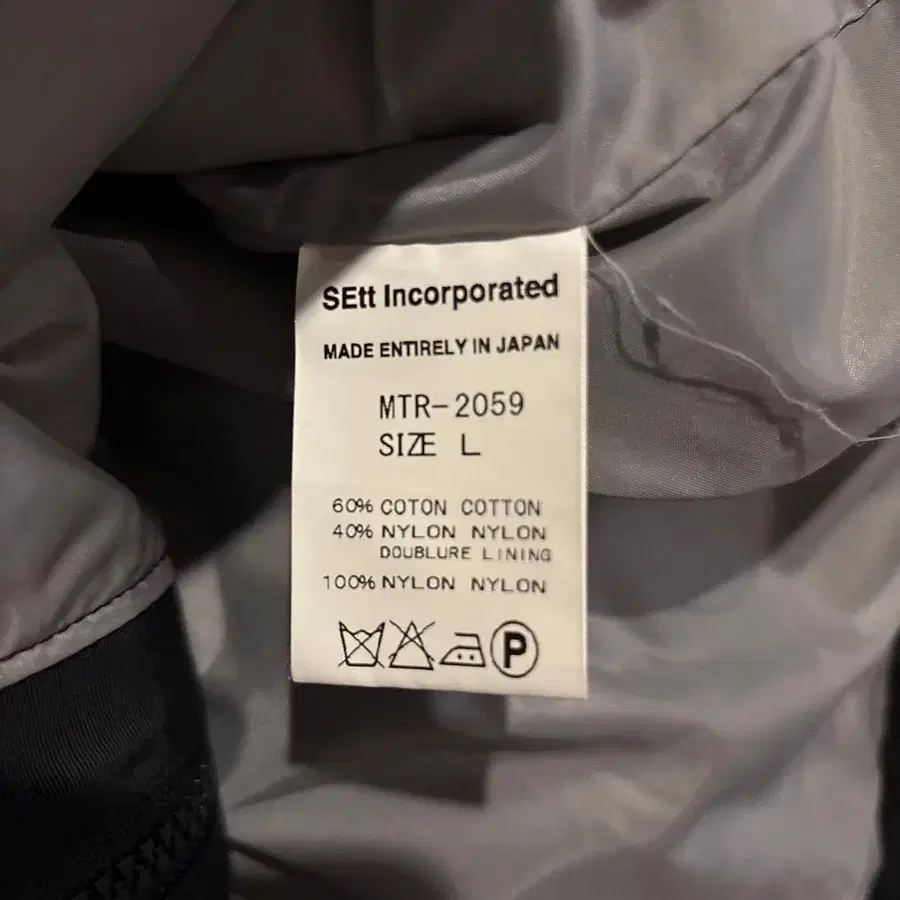 SEtt Incorporated
MADE ENTIRELY IN JAPAN
MTR-2059
SIZE L
60% COTON COTTON
40% NYLON NYLON
DOUBLURE LINING
100% NYLON NYLON
P